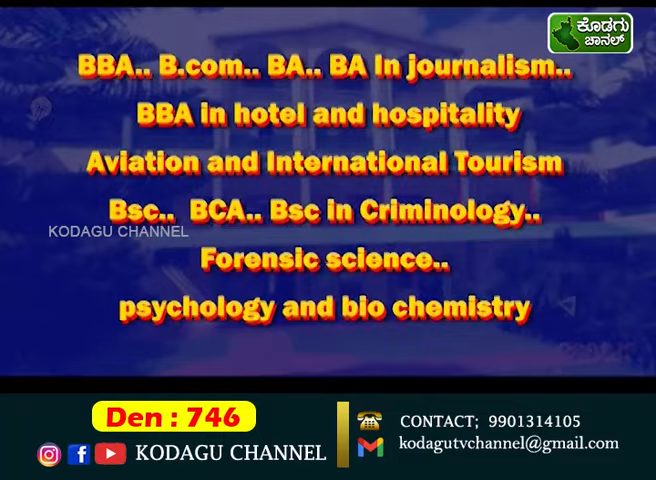 ಕೊಡಗು
ಚಾನಲ್
BBA.. B.com.. BA.. BA In journalism..
BBA in hotel and hospitality
Aviation and International Tourism
Bsc.. BCA.. Bsc in Criminology..
KODAGU CHANNEL
Forensic science..
psychology and bio chemistry
Den : 746
KODAGU CHANNEL
CONTACT; 9901314105
kodagutvchannel@gmail.com